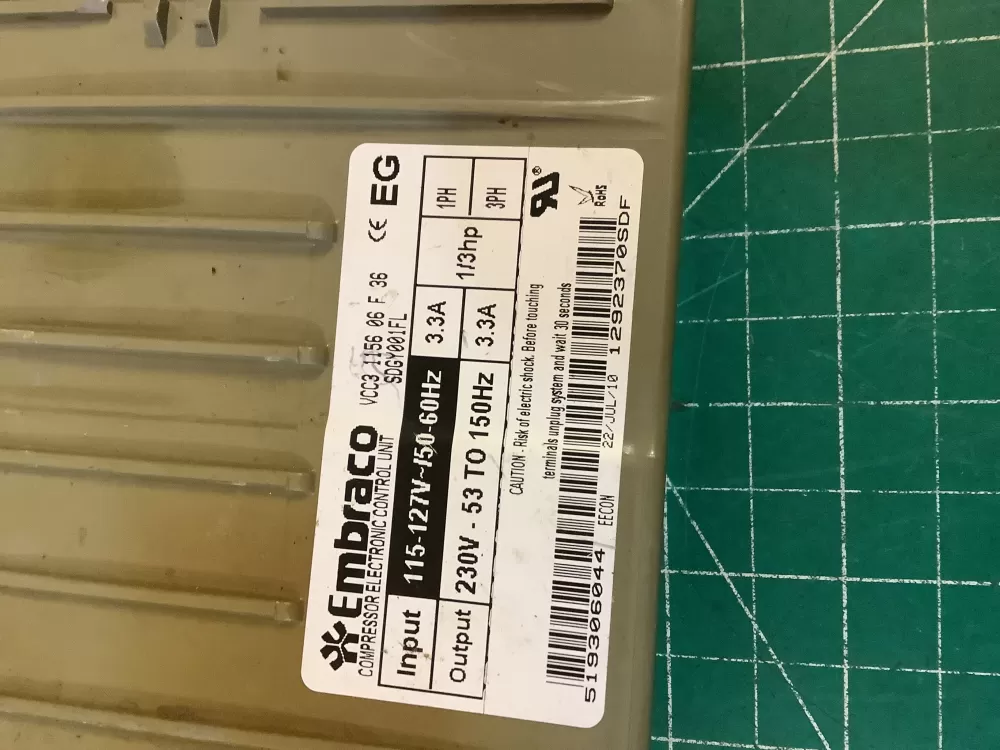 Embraco
COMPRESSOR ELECTRONIC CONTROL UNIT
VCC3 1156 06 F 36
SDGY001FL
CE EG
Input 115-127V~/50-60Hz 3.3A 1/3hp 1PH
Output 230V - 53 TO 150Hz 3.3A 3PH
CAUTION - Risk of electric shock. Before touching
terminals unplug system and wait 30 seconds
RU®
RoHS
519306044 EECON 22/JUL/10 1292370SDF